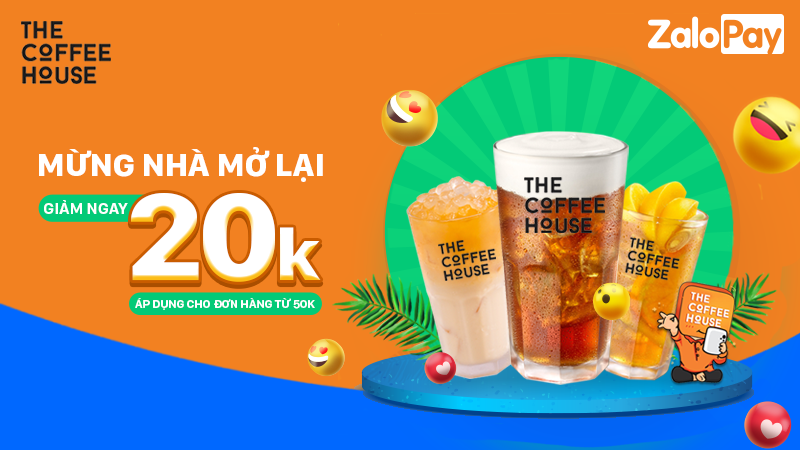 THE
COFFEE
HOUSE
ZaloPay
MỪNG NHÀ MỞ LẠI
GIẢM NGAY
20K
ÁP DỤNG CHO ĐƠN HÀNG TỪ 50K
THE
COFFEE
HOUSE
THE
COFFEE
HOUSE
THE
COFFEE
HOUSE
THE
COFFEE
HOUSE